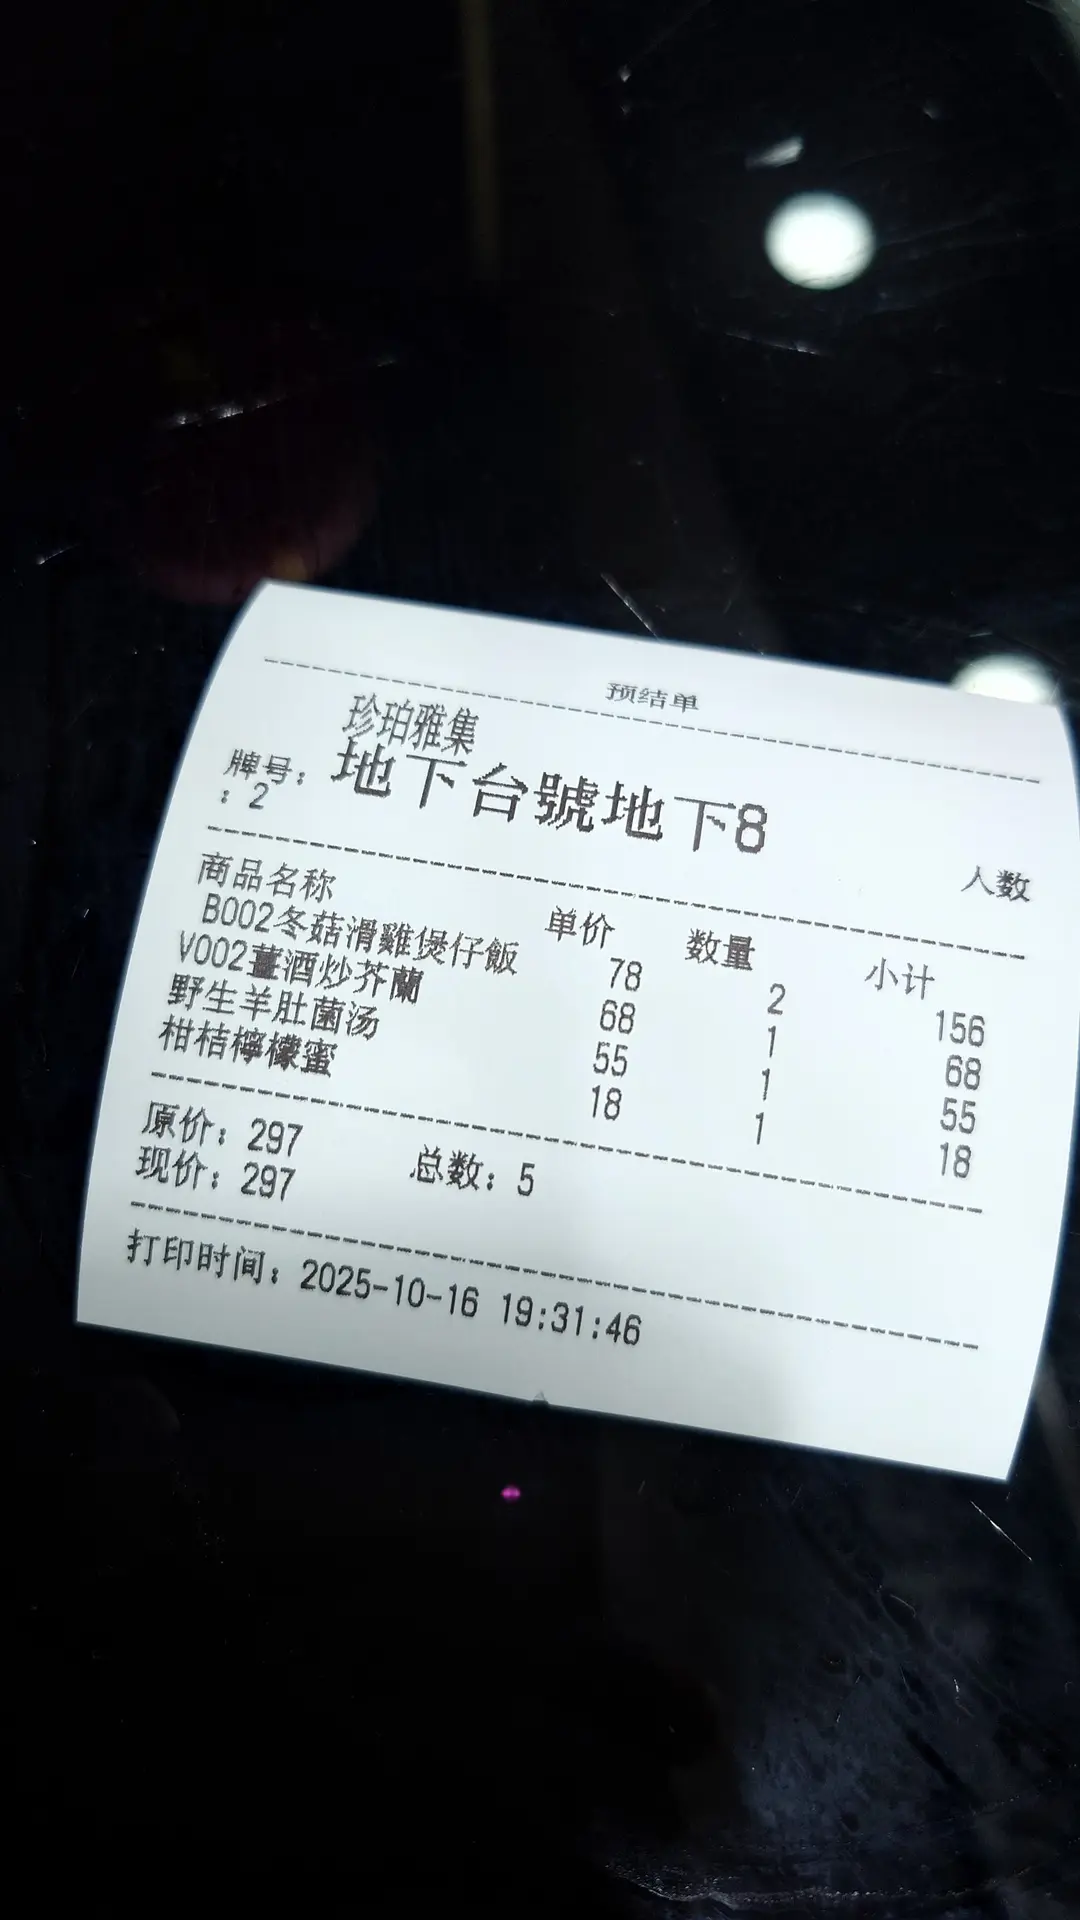 预结单
珍珀雅集
牌号：地下台號地下8 人数
：2
商品名称 单价 数量 小计
B002冬菇滑雞煲仔飯 78 2 156
V002薑酒炒芥蘭 68 1 68
野生羊肚菌汤 55 1 55
柑桔檸檬蜜 18 1 18
原价：297 总数：5
现价：297
打印时间：2025-10-16 19:31:46